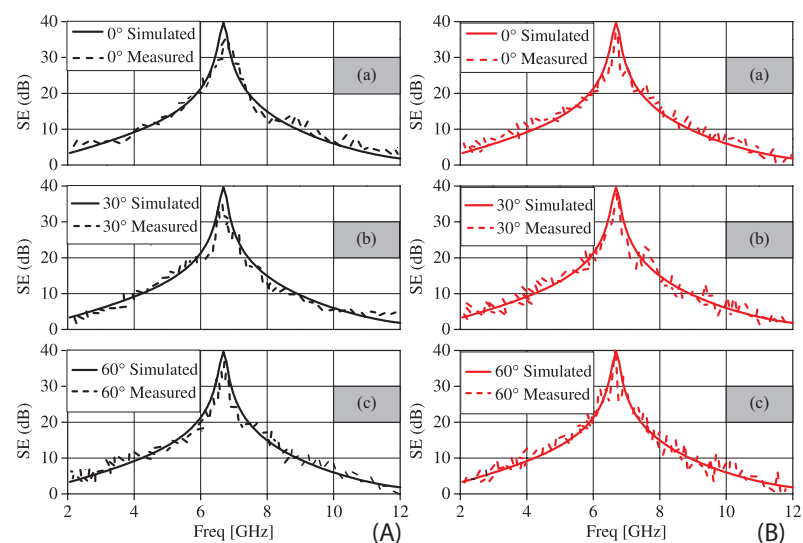 40 30 20 10 0
SE (dB)
0° Simulated
0° Measured
(a)
40 30 20 10 0
SE (dB)
0° Simulated
0° Measured
(a)
40 30 20 10 0
SE (dB)
30° Simulated
30° Measured
(b)
40 30 20 10 0
SE (dB)
30° Simulated
30° Measured
(b)
40 30 20 10 0
SE (dB)
60° Simulated
60° Measured
(c)
2 4 6 8 10 12
Freq [GHz]
(A)
40 30 20 10 0
SE (dB)
60° Simulated
60° Measured
(c)
2 4 6 8 10 12
Freq [GHz]
(B)